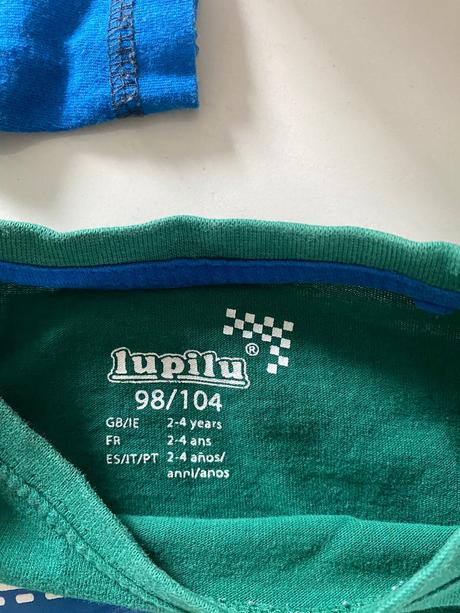 lupilu®
98/104
GB/IE 2-4 years
FR 2-4 ans
ES/IT/PT 2-4 años/
anni/anos